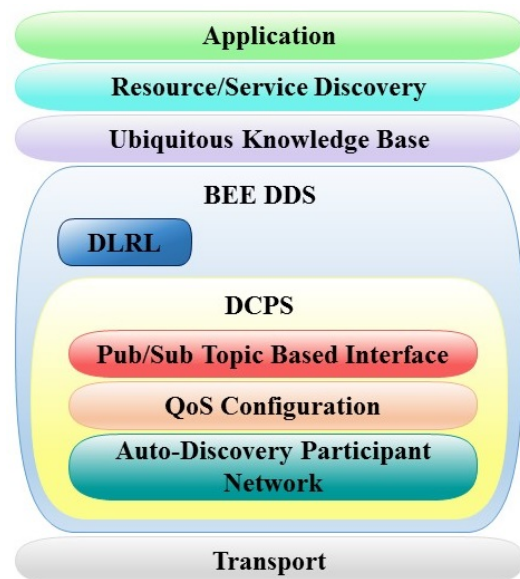 Application
Resource/Service Discovery
Ubiquitous Knowledge Base
BEE DDS
DLRL
DCPS
Pub/Sub Topic Based Interface
QoS Configuration
Auto-Discovery Participant
Network
Transport